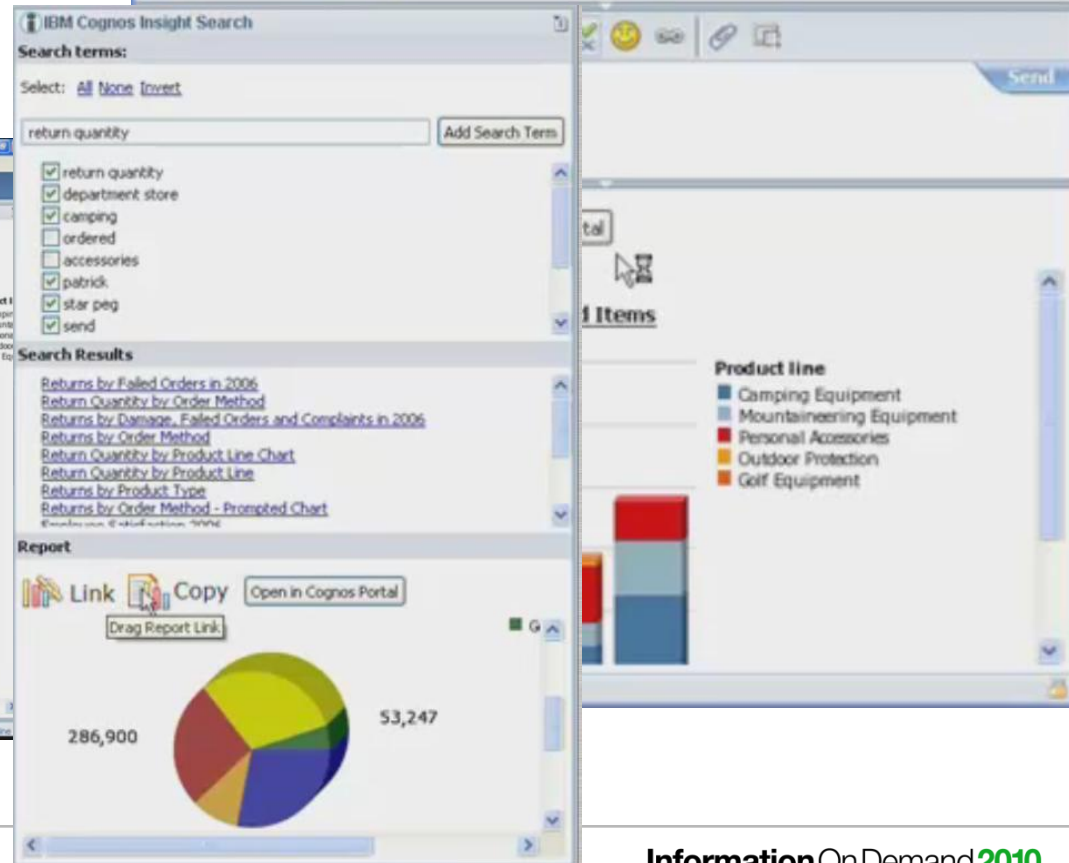 IBM Cognos Insight Search
Search terms:
Select: All None Invert
return quantity
Add Search Term
return quantity
department store
camping
ordered
accessories
patrick
star peg
send
Search Results
Returns by Failed Orders in 2006
Return Quantity by Order Method
Returns by Damage, Failed Orders and Complaints in 2006
Returns by Order Method
Return Quantity by Product Line Chart
Return Quantity by Product Line
Returns by Product Type
Returns by Order Method - Prompted Chart
Employee Satisfaction 2006
Report
Link Copy Open in Cognos Portal
Drag Report Link
G
53,247
286,900
Send
tal
d Items
Product line
Camping Equipment
Mountaineering Equipment
Personal Accessories
Outdoor Protection
Golf Equipment
Information On Demand 2010